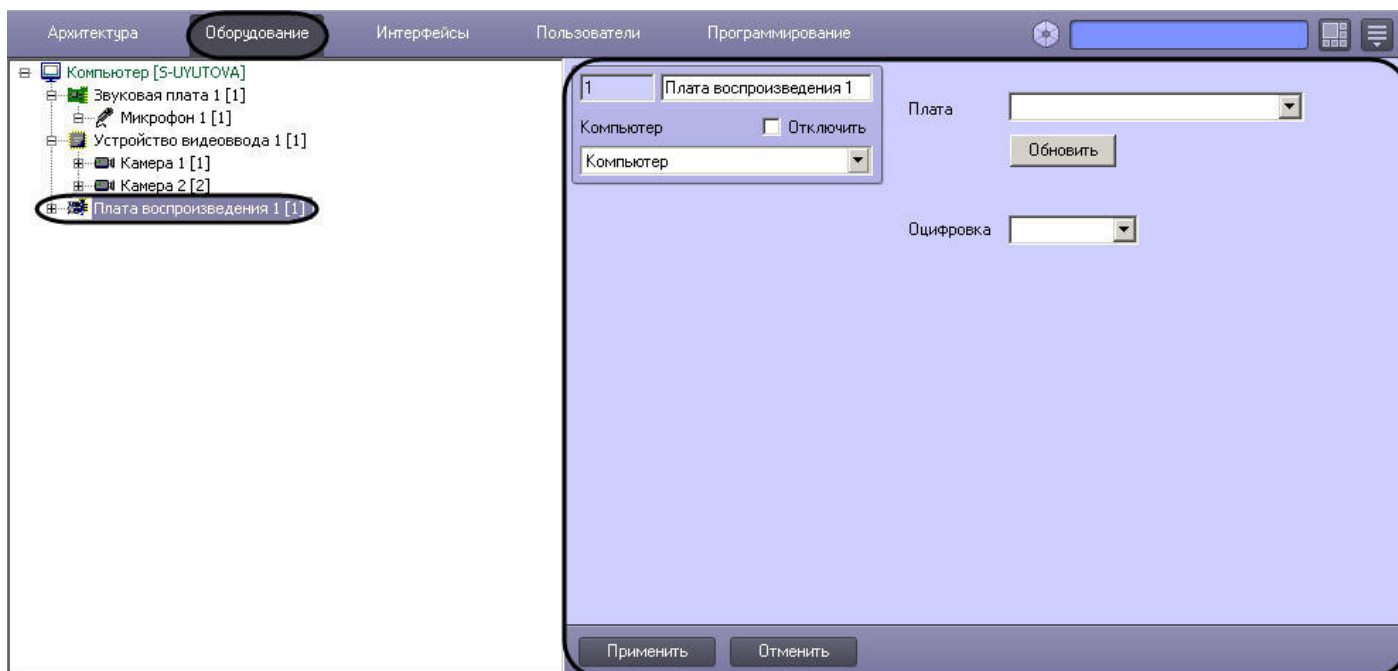 Архитектура Оборудование Интерфейсы Пользователи Программирование
Компьютер [S-UYUTOVA]
Звуковая плата 1 [1]
Микрофон 1 [1]
Устройство видеоввода 1 [1]
Камера 1 [1]
Камера 2 [2]
Плата воспроизведения 1 [1]
1 Плата воспроизведения 1
Компьютер Отключить
Компьютер
Плата
Обновить
Оцифровка
Применить Отменить